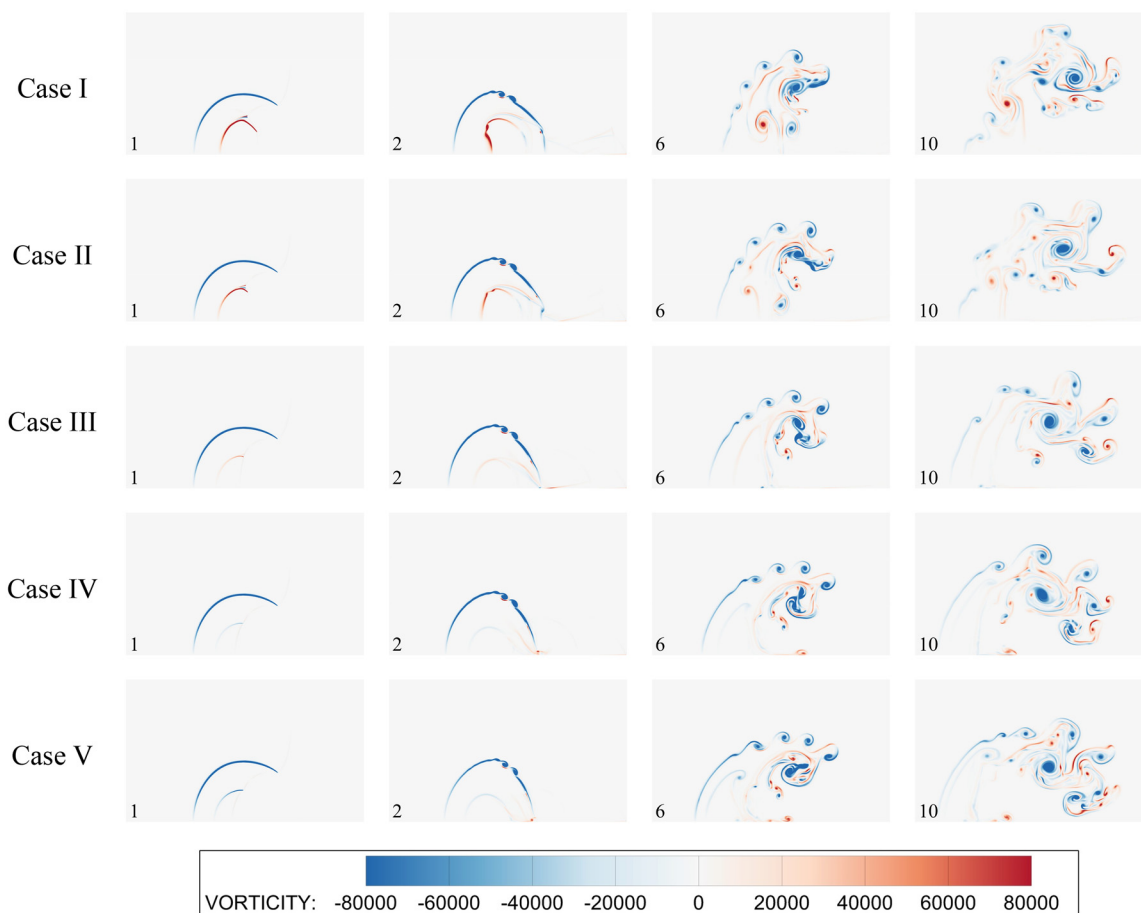 Case I
1 2 6 10
Case II
1 2 6 10
Case III
1 2 6 10
Case IV
1 2 6 10
Case V
1 2 6 10
VORTICITY: -80000 -60000 -40000 -20000 0 20000 40000 60000 80000